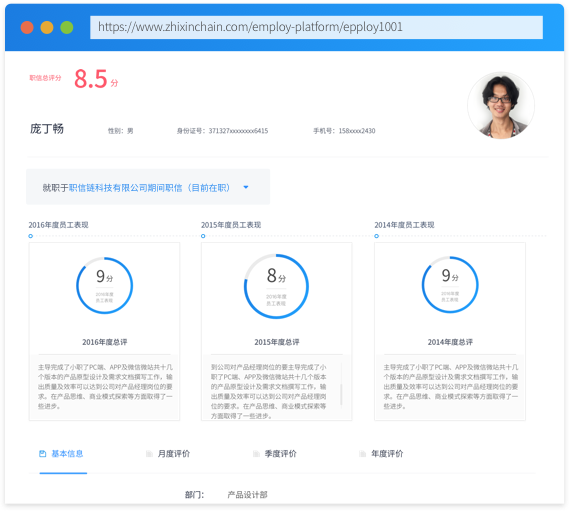 https://www.zhixinchain.com/employ-platform/epploy1001
职信总评分 8.5 分
庞丁畅 性别：男 身份证号：371327xxxxxxxx6415 手机号：158xxxx2430
就职于职信链科技有限公司期间职信（目前在职）
2016年度员工表现 2015年度员工表现 2014年度员工表现
9分
2016年度
员工表现
2016年度总评
主导完成了小职了PC端、APP及微信微站共十几
个版本的产品原型设计及需求文档撰写工作，输
出质量及效率可以达到公司对产品经理岗位的要
求。在产品思维、商业模式探索等方面取得了一
些进步。
8分
2016年度
员工表现
2015年度总评
到公司对产品经理岗位的要主导完成了小
职了PC端、APP及微信微站共十几个版本
的产品原型设计及需求文档撰写工作，输
出质量及效率可以达到公司对产品经理岗
位的要求。在产品思维、商业模式探索等
方面取得了一些进步。
9分
2016年度
员工表现
2014年度总评
主导完成了小职了PC端、APP及微信微站共十几
个版本的产品原型设计及需求文档撰写工作，输
出质量及效率可以达到公司对产品经理岗位的要
求。在产品思维、商业模式探索等方面取得了一
些进步。
基本信息 月度评价 季度评价 年度评价
部门： 产品设计部